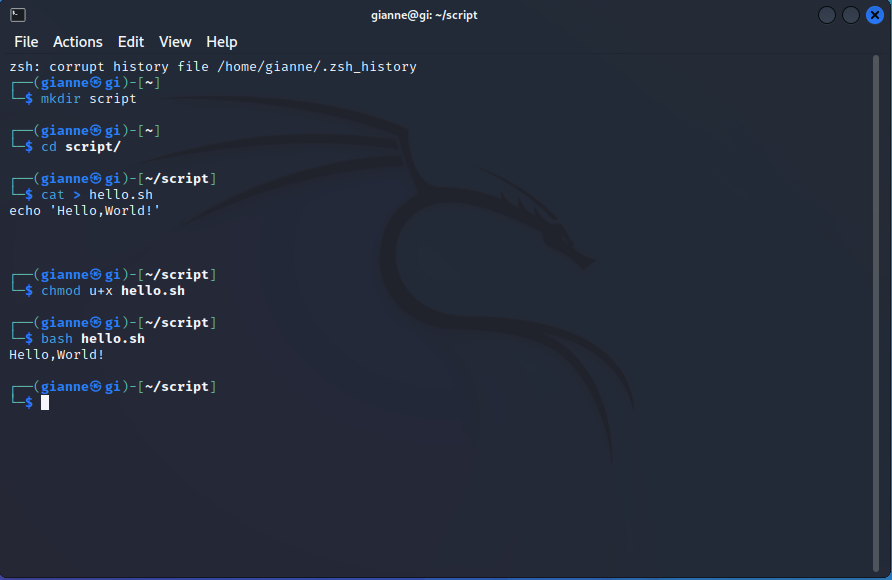 gianne@gi: ~/script
File Actions Edit View Help
zsh: corrupt history file /home/gianne/.zsh_history
┌──(gianne㉿gi)-[~]
└─$ mkdir script
┌──(gianne㉿gi)-[~]
└─$ cd script/
┌──(gianne㉿gi)-[~/script]
└─$ cat > hello.sh
echo 'Hello,World!'
┌──(gianne㉿gi)-[~/script]
└─$ chmod u+x hello.sh
┌──(gianne㉿gi)-[~/script]
└─$ bash hello.sh
Hello,World!
┌──(gianne㉿gi)-[~/script]
└─$